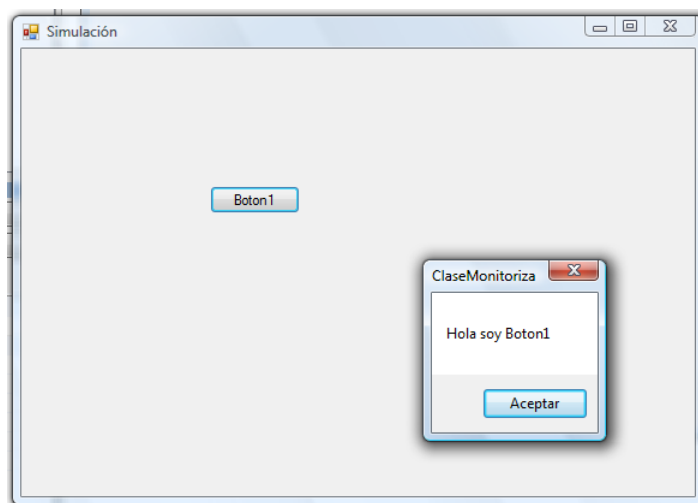 Simulación
Boton1
ClaseMonitoriza
Hola soy Boton1
Aceptar